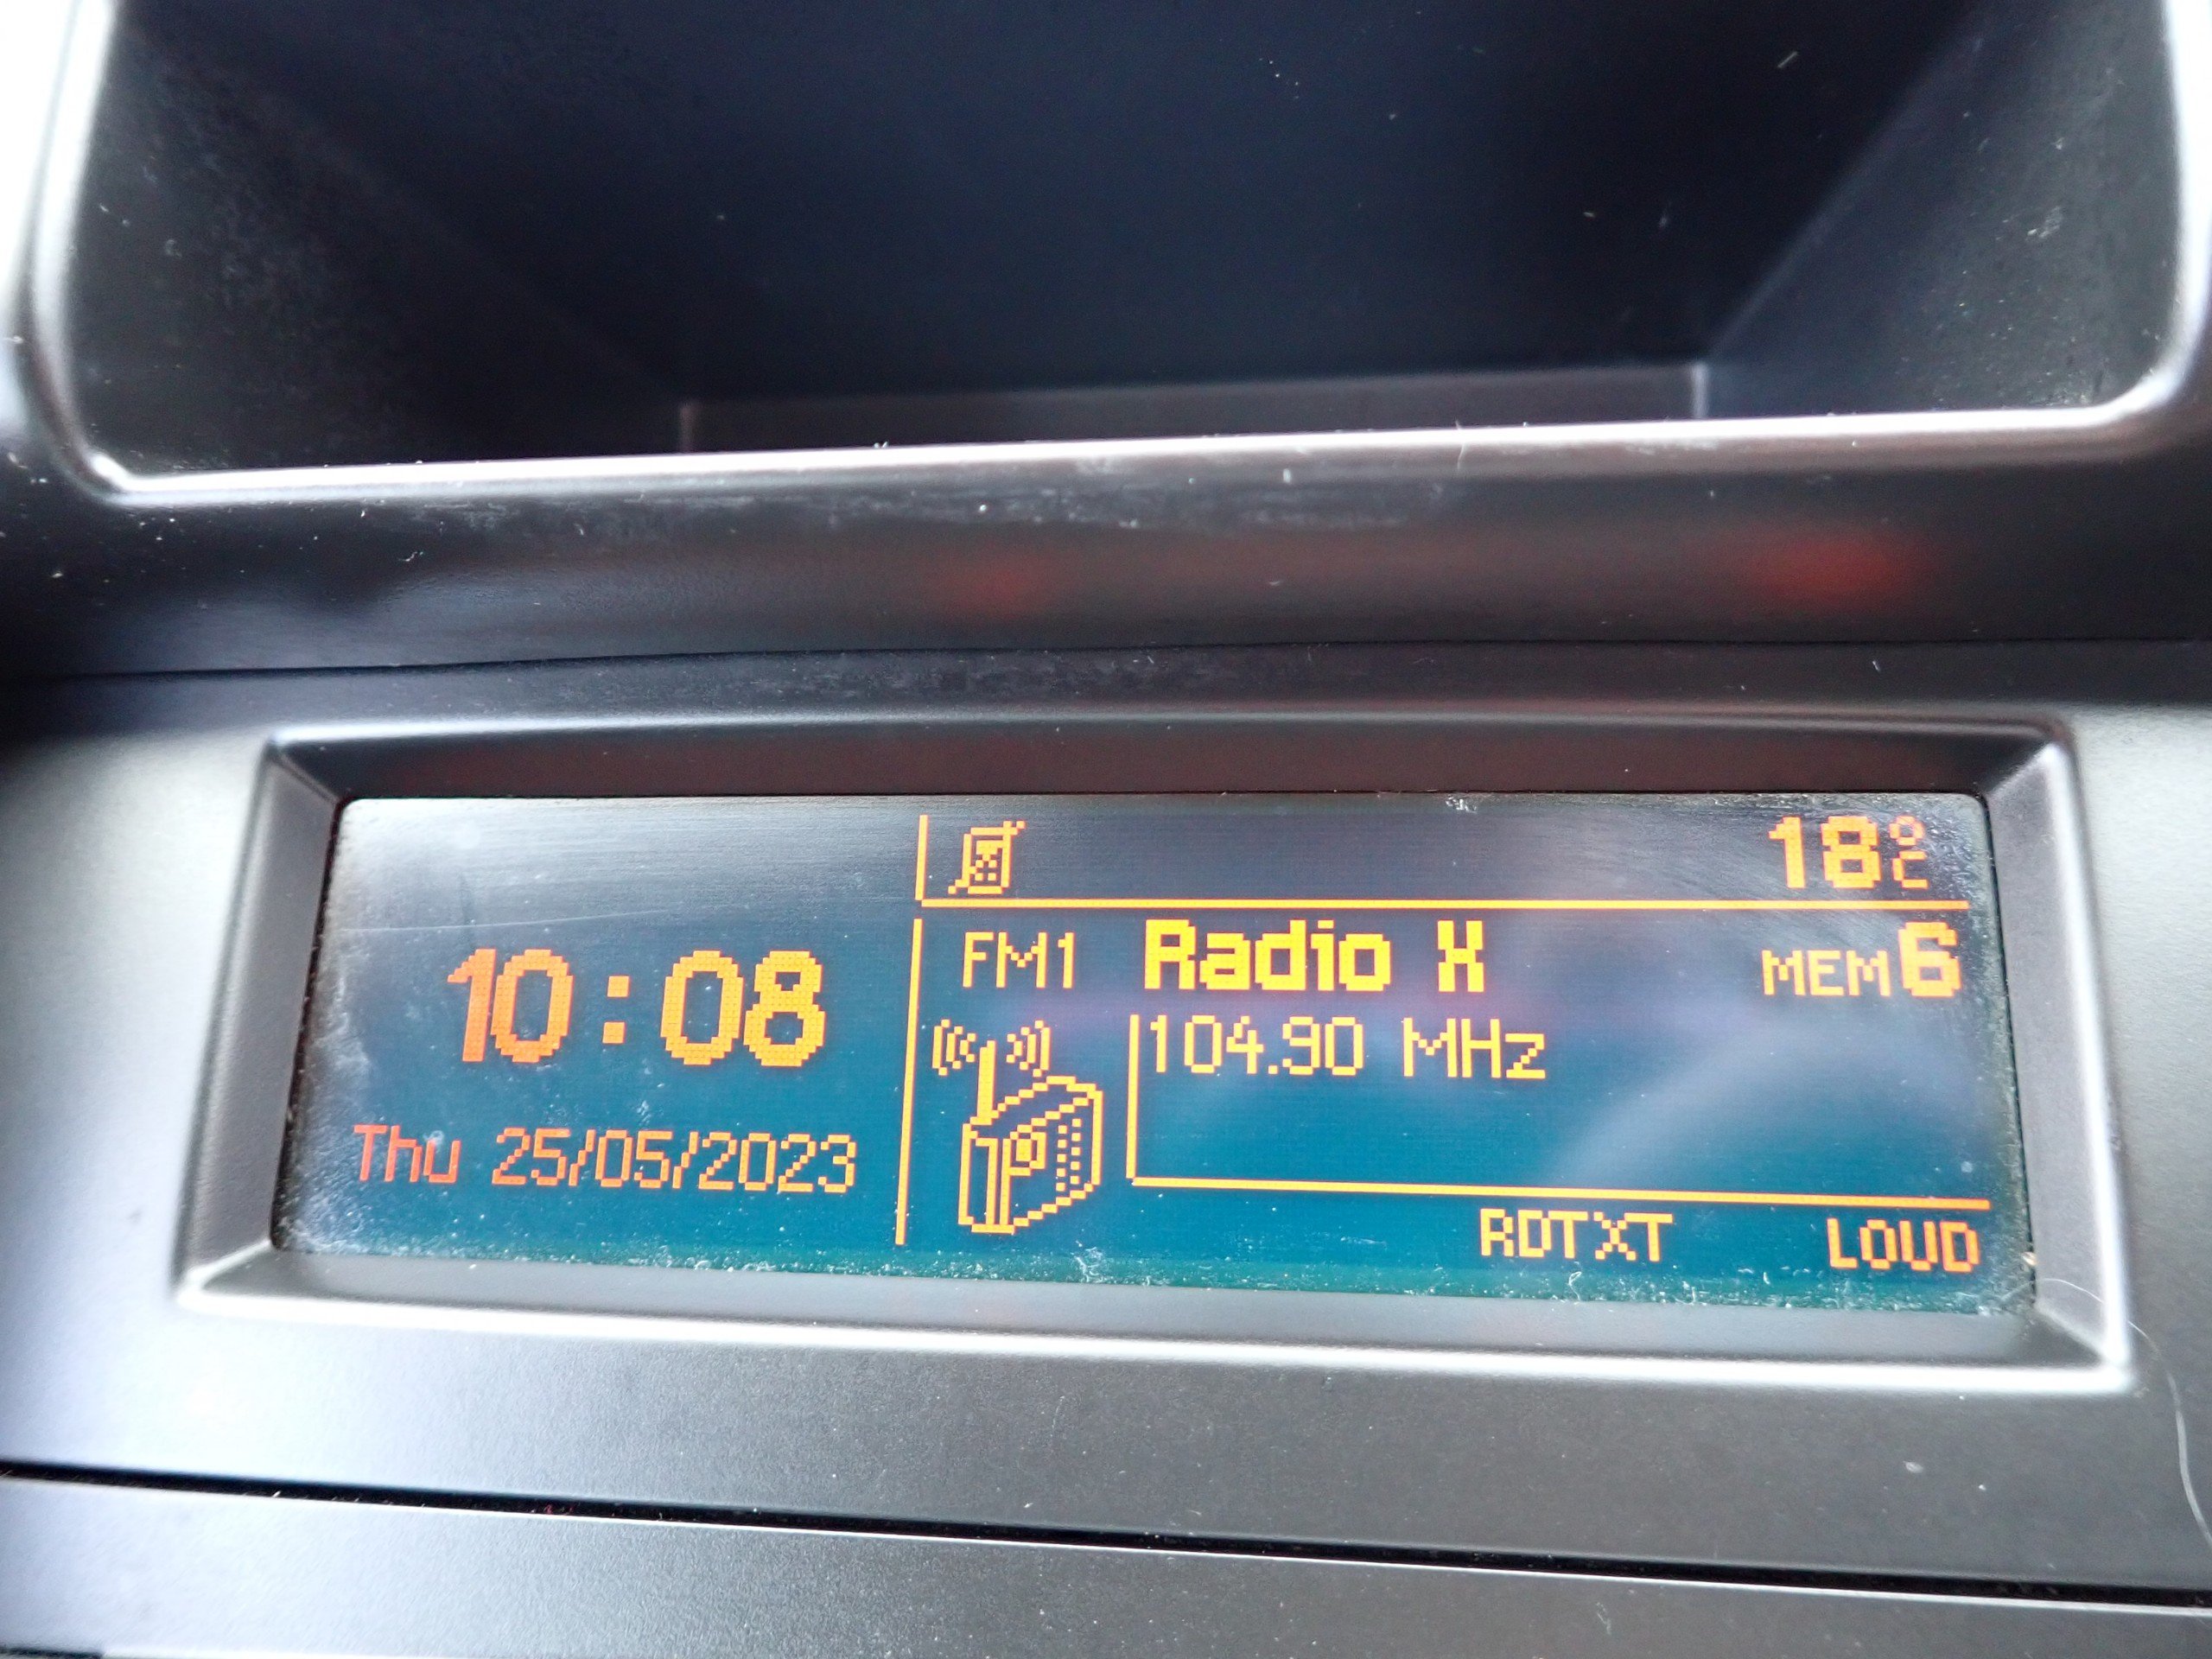 18°C
10:08
Thu 25/05/2023
FM1 Radio X MEM 6
104.90 MHz
RDTXT LOUD